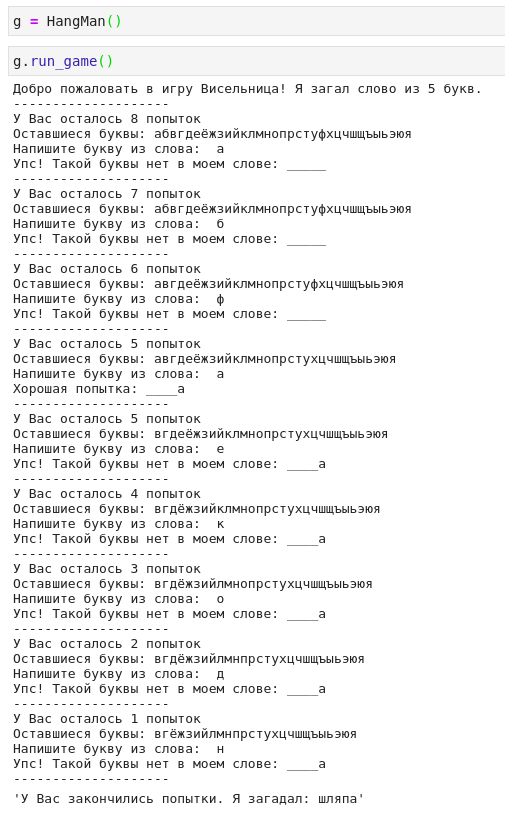 g = HangMan()
g.run_game()
Добро пожаловать в игру Висельница! Я загал слово из 5 букв.
--------------------
У Вас осталось 8 попыток
Оставшиеся буквы: абвгдеёжзийклмнопрстуфхцчшщъыьэюя
Напишите букву из слова:  а
Упс! Такой буквы нет в моем слове: _____
--------------------
У Вас осталось 7 попыток
Оставшиеся буквы: абвгдеёжзийклмнопрстуфхцчшщъыьэюя
Напишите букву из слова:  б
Упс! Такой буквы нет в моем слове: _____
--------------------
У Вас осталось 6 попыток
Оставшиеся буквы: авгдеёжзийклмнопрстуфхцчшщъыьэюя
Напишите букву из слова:  ф
Упс! Такой буквы нет в моем слове: _____
--------------------
У Вас осталось 5 попыток
Оставшиеся буквы: авгдеёжзийклмнопрстухцчшщъыьэюя
Напишите букву из слова:  а
Хорошая попытка: ____а
--------------------
У Вас осталось 5 попыток
Оставшиеся буквы: вгдеёжзийклмнопрстухцчшщъыьэюя
Напишите букву из слова:  е
Упс! Такой буквы нет в моем слове: ____а
--------------------
У Вас осталось 4 попыток
Оставшиеся буквы: вгдёжзийклмнопрстухцчшщъыьэюя
Напишите букву из слова:  к
Упс! Такой буквы нет в моем слове: ____а
--------------------
У Вас осталось 3 попыток
Оставшиеся буквы: вгдёжзийлмнопрстухцчшщъыьэюя
Напишите букву из слова:  о
Упс! Такой буквы нет в моем слове: ____а
--------------------
У Вас осталось 2 попыток
Оставшиеся буквы: вгдёжзийлмнпрстухцчшщъыьэюя
Напишите букву из слова:  д
Упс! Такой буквы нет в моем слове: ____а
--------------------
У Вас осталось 1 попыток
Оставшиеся буквы: вгёжзийлмнпрстухцчшщъыьэюя
Напишите букву из слова:  н
Упс! Такой буквы нет в моем слове: ____а
--------------------
'У Вас закончились попытки. Я загадал: шляпа'